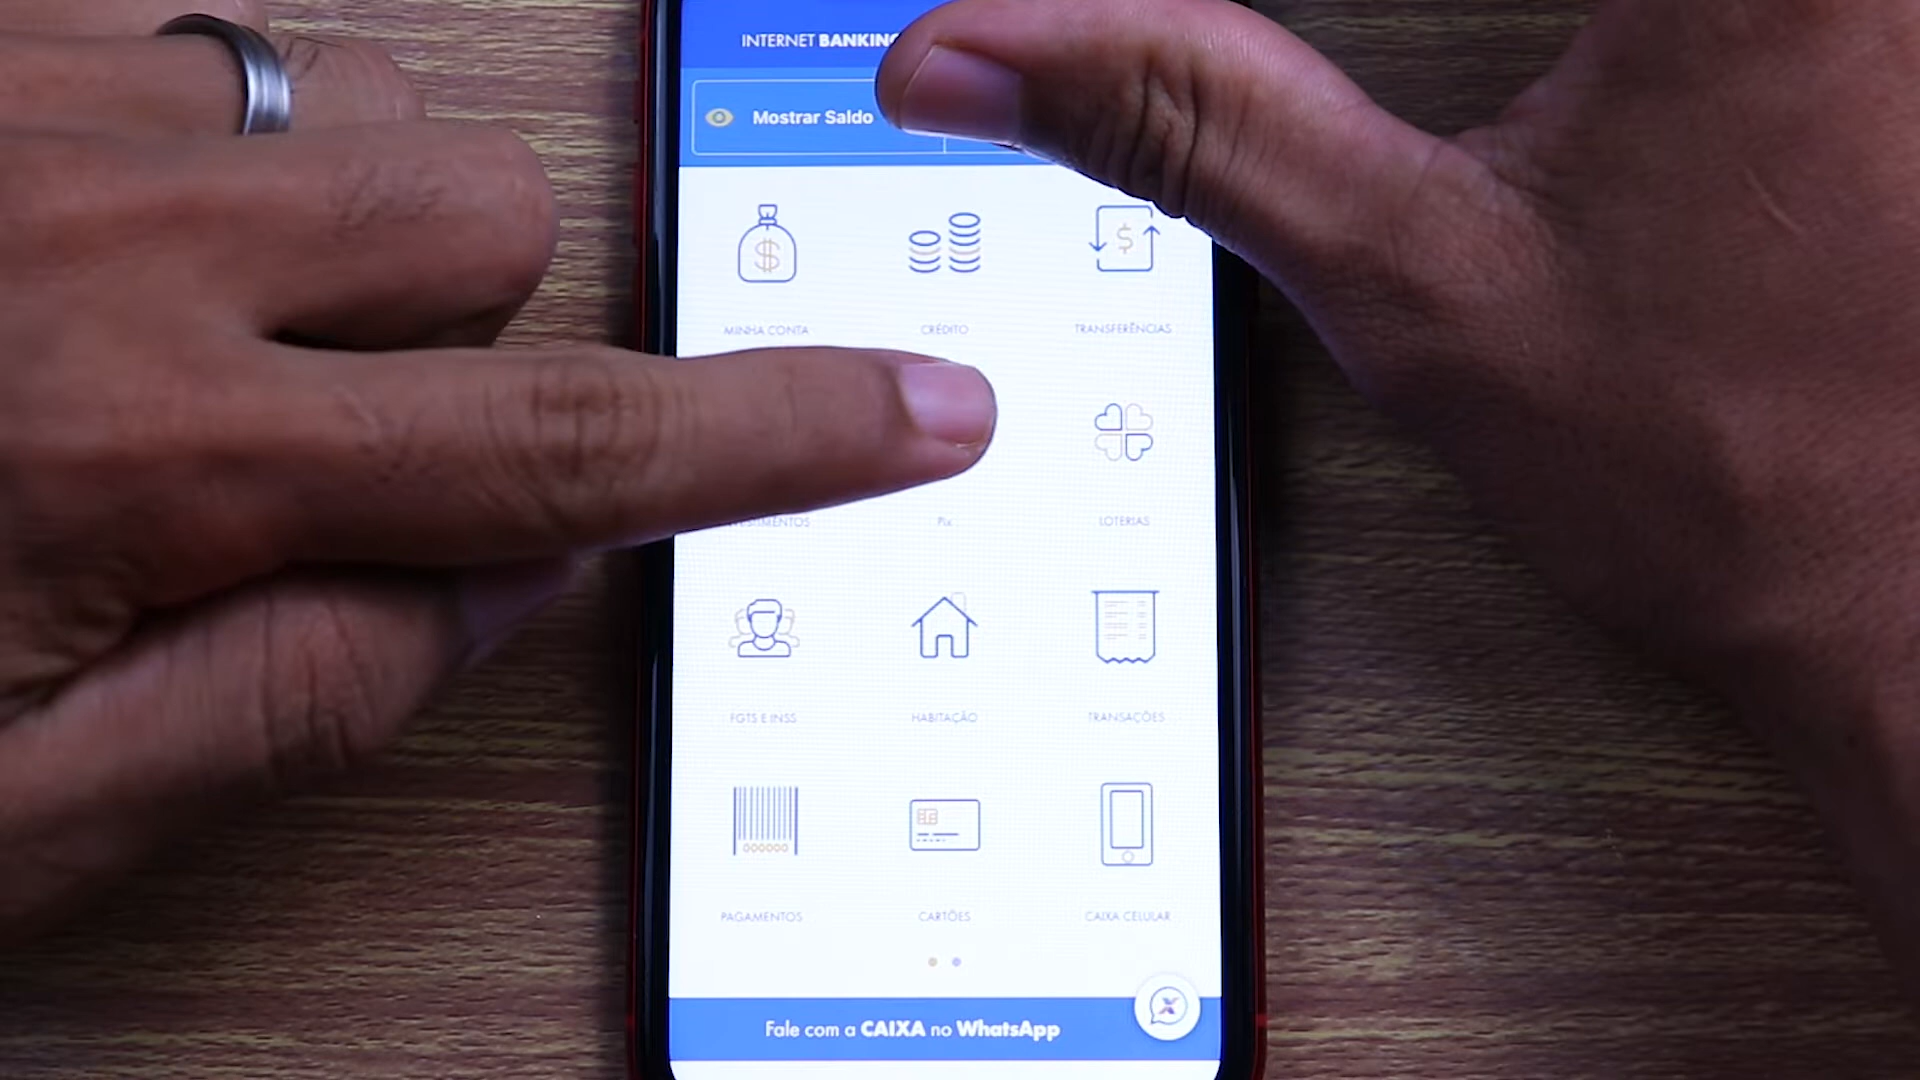 INTERNET BANKING
Mostrar Saldo
MINHA CONTA
CRÉDITO
TRANSFERÊNCIAS
Pix
LOTERIAS
FGTS E INSS
HABITAÇÃO
TRANSAÇÕES
PAGAMENTOS
CARTÕES
CAIXA CELULAR
Fale com a CAIXA no WhatsApp